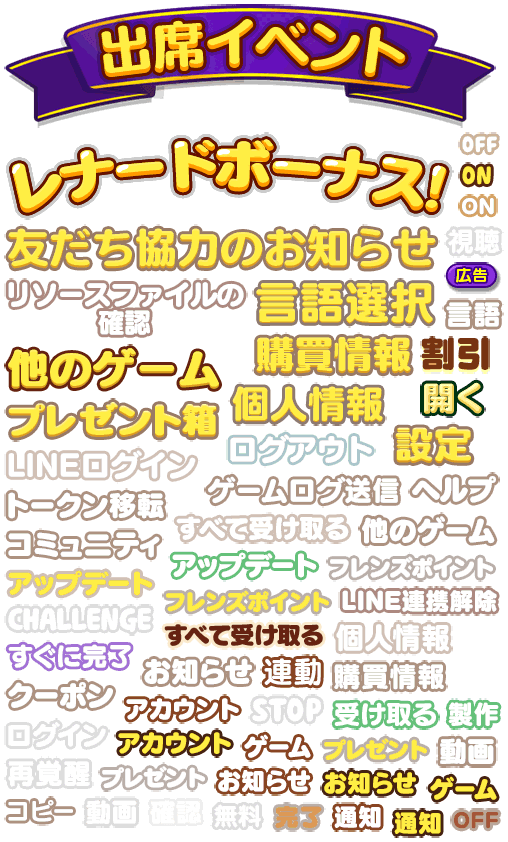 出席イベント
OFF
レナードボーナス!
ON
ON
友だち協力のお知らせ
視聴
広告
リソースファイルの
確認
言語選択
言語
購買情報
割引
他のゲーム
個人情報
開く
プレゼント箱
ログアウト
設定
LINEログイン
ゲームログ送信
ヘルプ
トークン移転
すべて受け取る
他のゲーム
コミュニティ
アップデート
フレンズポイント
アップデート
フレンズポイント
LINE連携解除
CHALLENGE
すべて受け取る
個人情報
すぐに完了
お知らせ
連動
購買情報
クーポン
アカウント
STOP
受け取る
製作
ログイン
アカウント
ゲーム
プレゼント
動画
再覚醒
プレゼント
お知らせ
お知らせ
ゲーム
コピー
動画
確認
無料
完了
通知
通知
OFF